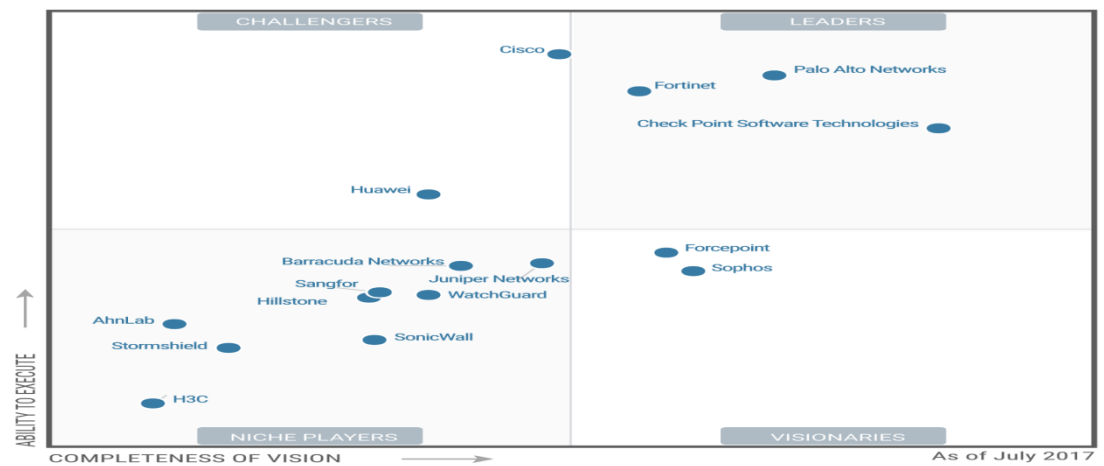 CHALLENGERS
LEADERS
Cisco
Palo Alto Networks
Fortinet
Check Point Software Technologies
Huawei
Forcepoint
Barracuda Networks
Sophos
Juniper Networks
Sangfor
WatchGuard
Hillstone
AhnLab
SonicWall
Stormshield
H3C
NICHE PLAYERS
VISIONARIES
ABILITY TO EXECUTE
COMPLETENESS OF VISION
As of July 2017